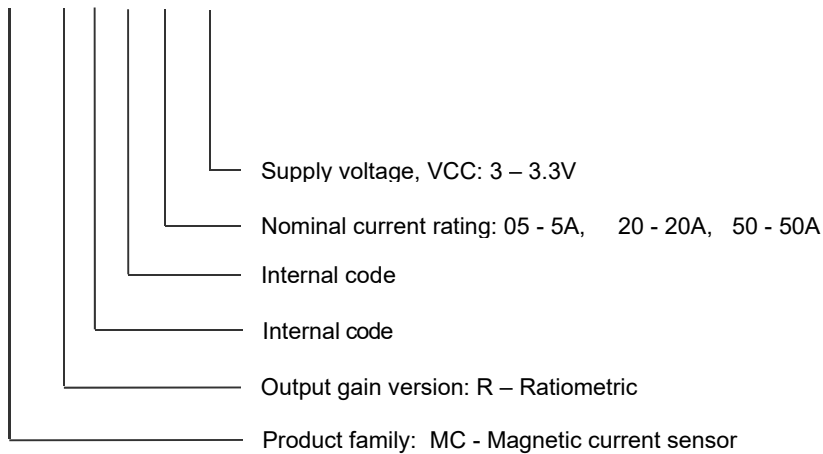 Supply voltage, VCC: 3 – 3.3V
Nominal current rating: 05 - 5A, 20 - 20A, 50 - 50A
Internal code
Internal code
Output gain version: R – Ratiometric
Product family: MC - Magnetic current sensor